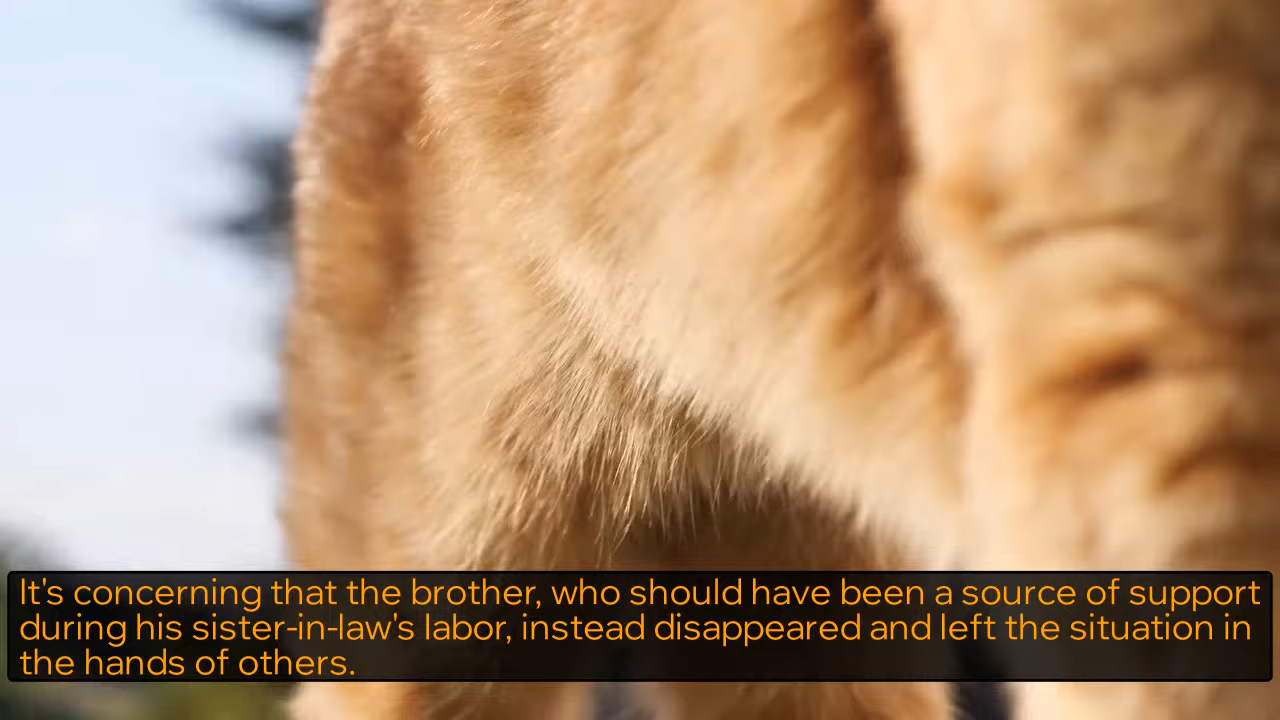 It's concerning that the brother, who should have been a source of support
during his sister-in-law's labor, instead disappeared and left the situation in
the hands of others.